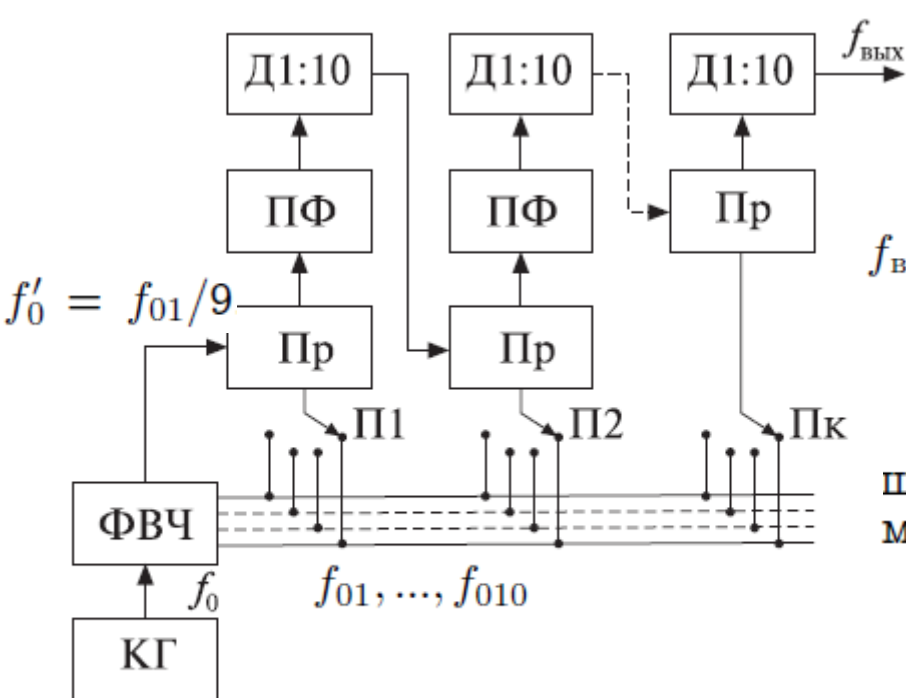 Д1:10 Д1:10 Д1:10 f_вых
ПФ ПФ Пр
f_в
f′_0 = f_01/9
Пр Пр
П1 П2 Пк
ФВЧ
f_0 f_01, ..., f_010
КГ